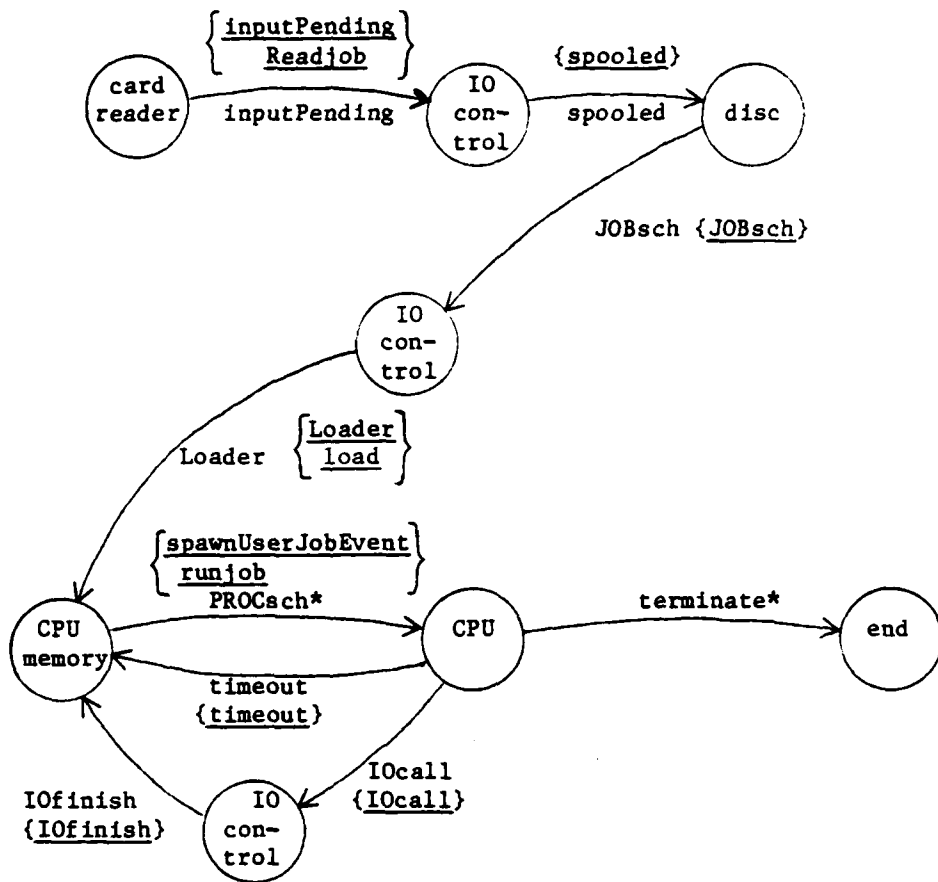 {inputPending
Readjob}
card
reader
inputPending
IO
con-
trol
{spooled}
spooled
disc
JOBsch {JOBsch}
IO
con-
trol
Loader {Loader
load}
{spawnUserJobEvent
runjob}
PROCsch*
CPU
memory
CPU
terminate*
end
timeout
{timeout}
IOcall
{IOcall}
IOfinish
{IOfinish}
IO
con-
trol